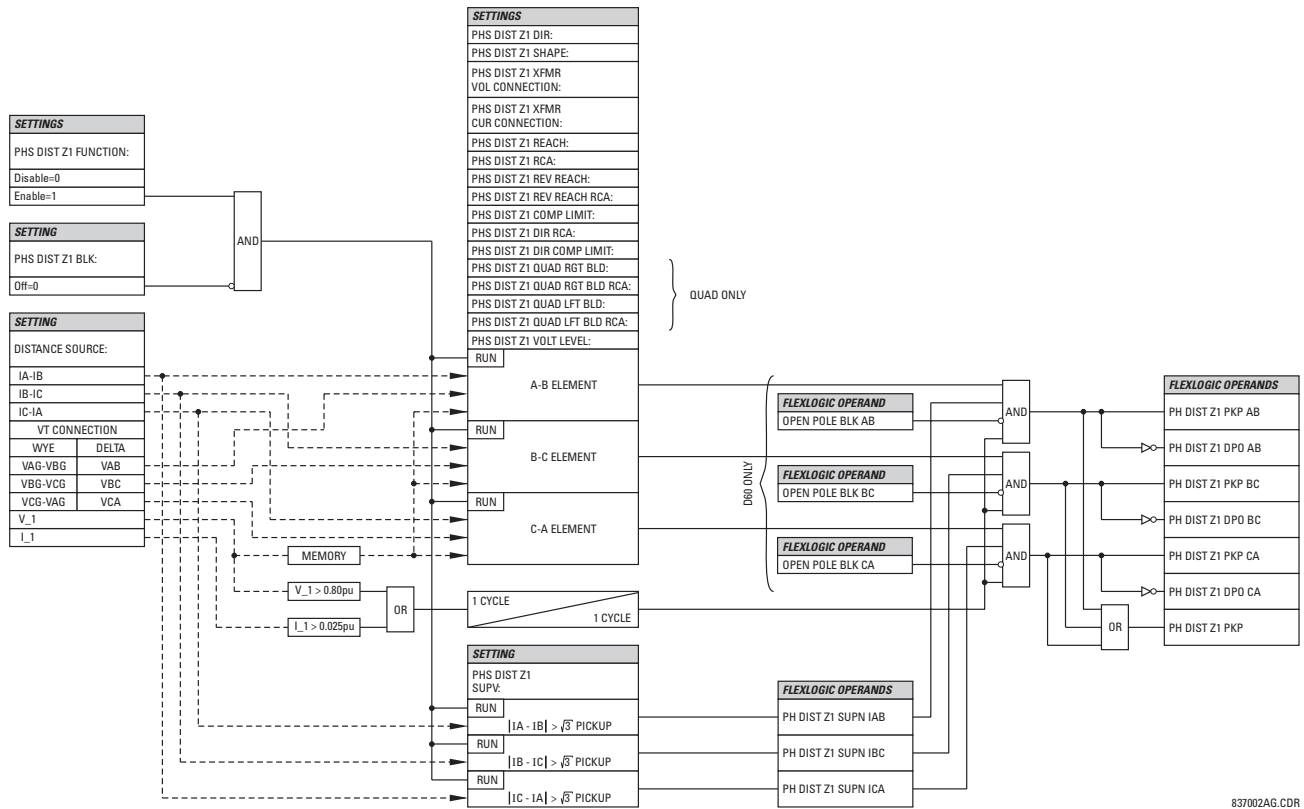 SETTINGS
PHS DIST Z1 FUNCTION:
Disable=0
Enable=1
SETTING
PHS DIST Z1 BLK:
Off=0
AND
SETTING
DISTANCE SOURCE:
IA-IB
IB-IC
IC-IA
VT CONNECTION
WYE DELTA
VAG-VBG VAB
VBG-VCG VBC
VCG-VAG VCA
V_1
I_1
MEMORY
V_1 > 0.80pu
I_1 > 0.025pu
OR
SETTINGS
PHS DIST Z1 DIR:
PHS DIST Z1 SHAPE:
PHS DIST Z1 XFMR
VOL CONNECTION:
PHS DIST Z1 XFMR
CUR CONNECTION:
PHS DIST Z1 REACH:
PHS DIST Z1 RCA:
PHS DIST Z1 REV REACH:
PHS DIST Z1 REV REACH RCA:
PHS DIST Z1 COMP LIMIT:
PHS DIST Z1 DIR RCA:
PHS DIST Z1 DIR COMP LIMIT:
PHS DIST Z1 QUAD RGT BLD:
PHS DIST Z1 QUAD RGT BLD RCA:
PHS DIST Z1 QUAD LFT BLD:
PHS DIST Z1 QUAD LFT BLD RCA:
PHS DIST Z1 VOLT LEVEL:
QUAD ONLY
RUN
A-B ELEMENT
RUN
B-C ELEMENT
RUN
C-A ELEMENT
1 CYCLE
1 CYCLE
SETTING
PHS DIST Z1
SUPV:
RUN
|IA - IB| > √3 PICKUP
RUN
|IB - IC| > √3 PICKUP
RUN
|IC - IA| > √3 PICKUP
D60 ONLY
FLEXLOGIC OPERAND
OPEN POLE BLK AB
FLEXLOGIC OPERAND
OPEN POLE BLK BC
FLEXLOGIC OPERAND
OPEN POLE BLK CA
FLEXLOGIC OPERANDS
PH DIST Z1 SUPN IAB
PH DIST Z1 SUPN IBC
PH DIST Z1 SUPN ICA
AND
AND
AND
OR
FLEXLOGIC OPERANDS
PH DIST Z1 PKP AB
PH DIST Z1 DPO AB
PH DIST Z1 PKP BC
PH DIST Z1 DPO BC
PH DIST Z1 PKP CA
PH DIST Z1 DPO CA
PH DIST Z1 PKP
837002AG.CDR